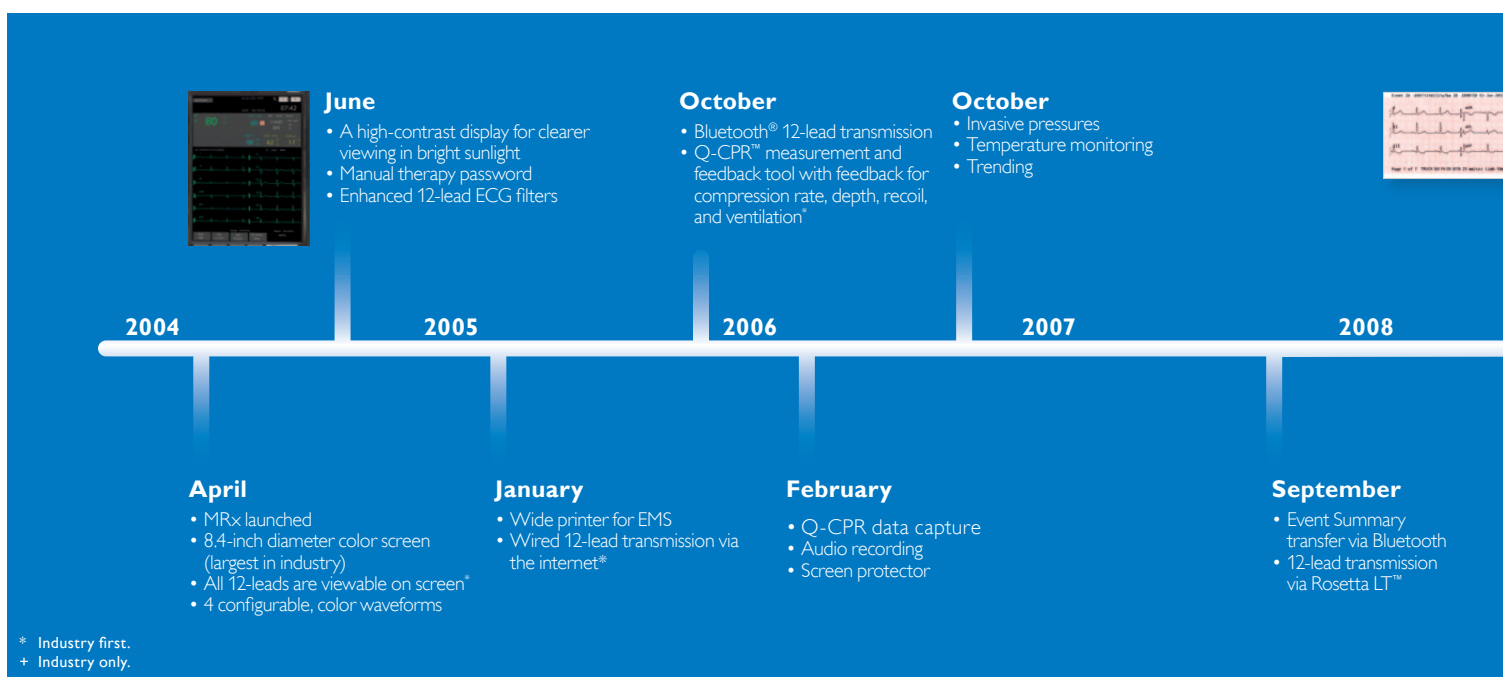 June
• A high-contrast display for clearer
viewing in bright sunlight
• Manual therapy password
• Enhanced 12-lead ECG filters
October
• Bluetooth® 12-lead transmission
• Q-CPR™ measurement and
feedback tool with feedback for
compression rate, depth, recoil,
and ventilation*
October
• Invasive pressures
• Temperature monitoring
• Trending
07:42
60
2004
2005
2006
2007
2008
April
• MRx launched
• 8.4-inch diameter color screen
(largest in industry)
• All 12-leads are viewable on screen*
• 4 configurable, color waveforms
January
• Wide printer for EMS
• Wired 12-lead transmission via
the internet*
February
• Q-CPR data capture
• Audio recording
• Screen protector
September
• Event Summary
transfer via Bluetooth
• 12-lead transmission
via Rosetta LT™
* Industry first.
+ Industry only.